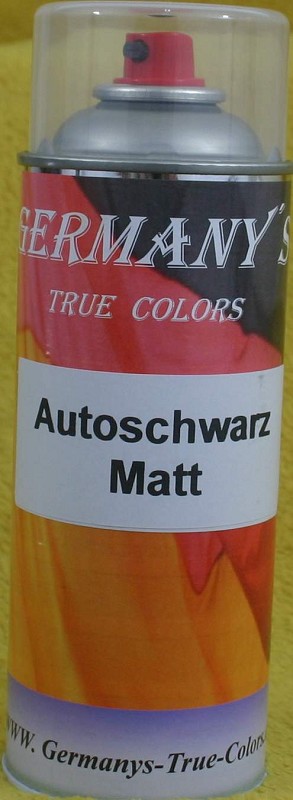 GERMANY'S
TRUE COLORS
Autoschwarz
Matt
www. Germanys-True-Colors.